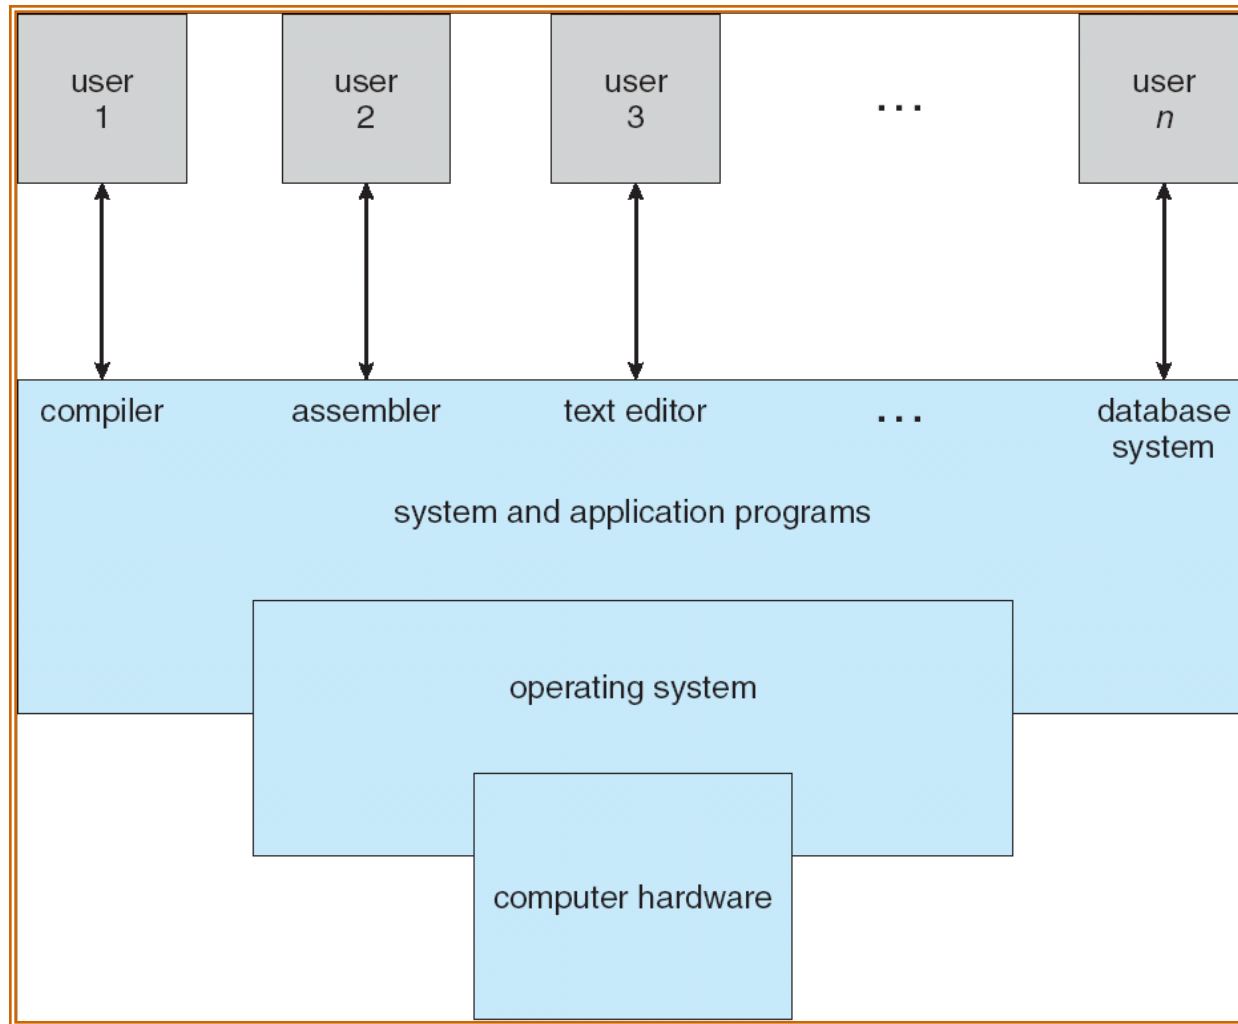 user
1
user
2
user
3
...
user
n
compiler
assembler
text editor
...
database
system
system and application programs
operating system
computer hardware